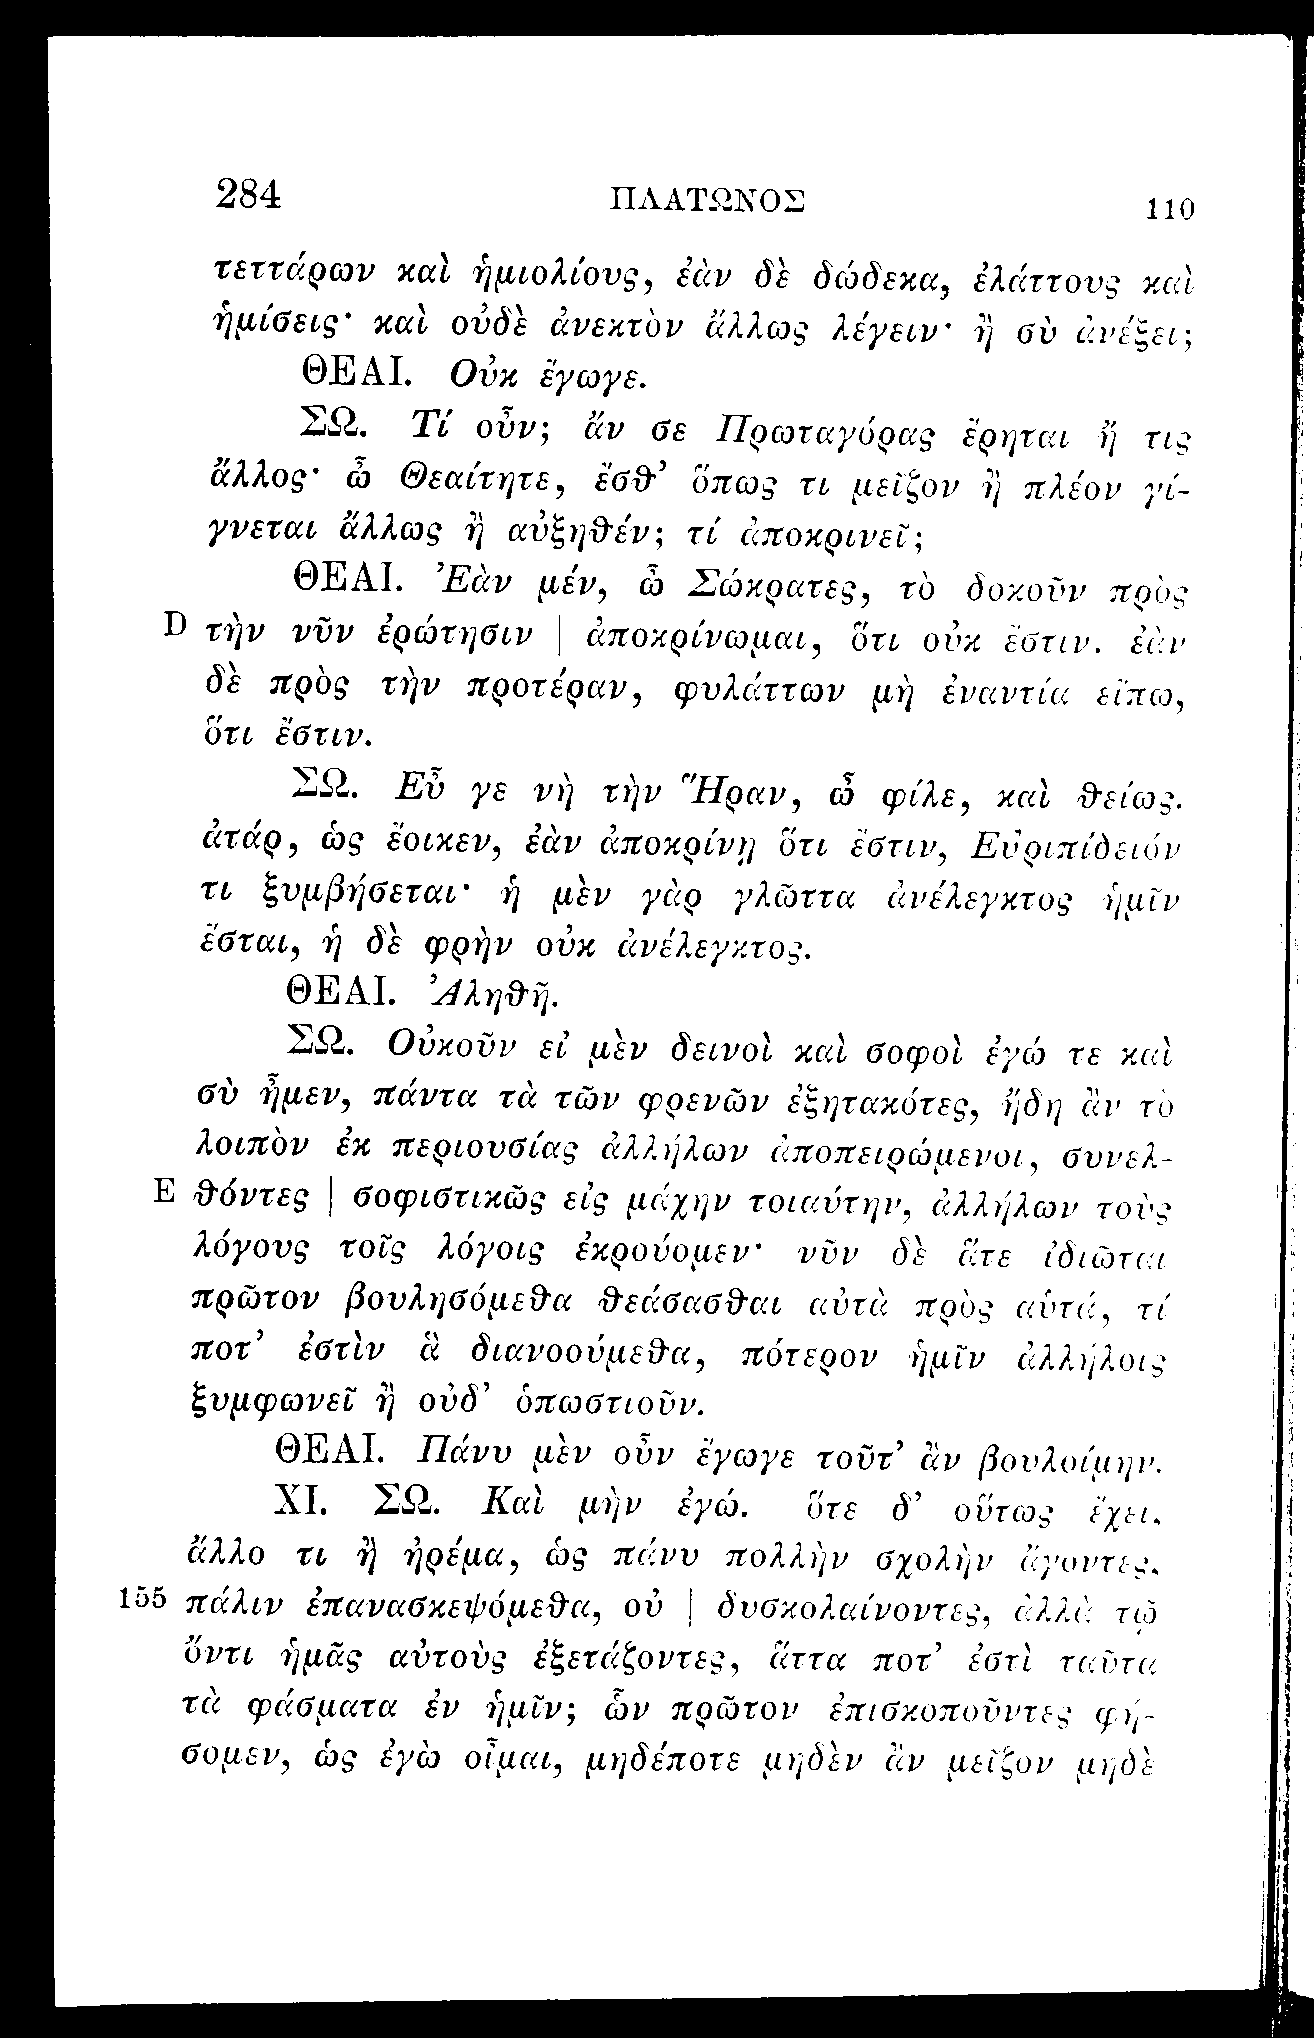 284 ΠΛΑΤΩΝΟΣ 110
τεττάρων καὶ ἡμιολίους, ἐὰν δὲ δώδεκα, ἐλάττους καὶ
ἡμίσεις· καὶ οὐδὲ ἀνεκτὸν ἄλλως λέγειν· ἢ σὺ ἀνέξει;
ΘΕΑΙ. Οὐκ ἔγωγε.
ΣΩ. Τί οὖν; ἄν σε Πρωταγόρας ἔρηται ἤ τις
ἄλλος· ὦ Θεαίτητε, ἔσϑ’ ὅπως τι μεῖζον ἢ πλέον γί-
γνεται ἄλλως ἢ αὐξηϑέν; τί ἀποκρινεῖ;
ΘΕΑΙ. Ἐὰν μέν, ὦ Σώκρατες, τὸ δοκοῦν πρὸς
D τὴν νῦν ἐρώτησιν | ἀποκρίνωμαι, ὅτι οὐκ ἔστιν. ἐὰν
δὲ πρὸς τὴν προτέραν, φυλάττων μὴ ἐναντία εἴπω,
ὅτι ἔστιν.
ΣΩ. Εὖ γε νὴ τὴν Ἥραν, ὦ φίλε, καὶ ϑείως.
ἀτάρ, ὡς ἔοικεν, ἐὰν ἀποκρίνῃ ὅτι ἔστιν, Εὐριπίδειόν
τι ξυμβήσεται· ἡ μὲν γὰρ γλῶττα ἀνέλεγκτος ἡμῖν
ἔσται, ἡ δὲ φρὴν οὐκ ἀνέλεγκτος.
ΘΕΑΙ. Ἀληϑῆ.
ΣΩ. Οὐκοῦν εἰ μὲν δεινοὶ καὶ σοφοὶ ἐγώ τε καὶ
σὺ ἦμεν, πάντα τὰ τῶν φρενῶν ἐξητακότες, ἤδη ἂν τὸ
λοιπὸν ἐκ περιουσίας ἀλλήλων ἀποπειρώμενοι, συνελ-
E ϑόντες | σοφιστικῶς εἰς μάχην τοιαύτην, ἀλλήλων τοὺς
λόγους τοῖς λόγοις ἐκρούομεν· νῦν δὲ ἅτε ἰδιῶται
πρῶτον βουλησόμεϑα ϑεάσασϑαι αὐτὰ πρὸς αὑτά, τί
ποτ’ ἐστὶν ἃ διανοούμεϑα, πότερον ἡμῖν ἀλλήλοις
ξυμφωνεῖ ἢ οὐδ’ ὁπωστιοῦν.
ΘΕΑΙ. Πάνυ μὲν οὖν ἔγωγε τοῦτ’ ἂν βουλοίμην.
XI. ΣΩ. Καὶ μὴν ἐγώ. ὅτε δ’ οὕτως ἔχει,
ἄλλο τι ἢ ἠρέμα, ὡς πάνυ πολλὴν σχολὴν ἄγοντες,
155 πάλιν ἐπανασκεψόμεϑα, οὐ | δυσκολαίνοντες, ἀλλὰ τῷ
ὄντι ἡμᾶς αὐτοὺς ἐξετάζοντες, ἅττα ποτ’ ἐστὶ ταῦτα
τὰ φάσματα ἐν ἡμῖν; ὧν πρῶτον ἐπισκοποῦντες φή-
σομεν, ὡς ἐγὼ οἶμαι, μηδέποτε μηδὲν ἂν μεῖζον μηδὲ